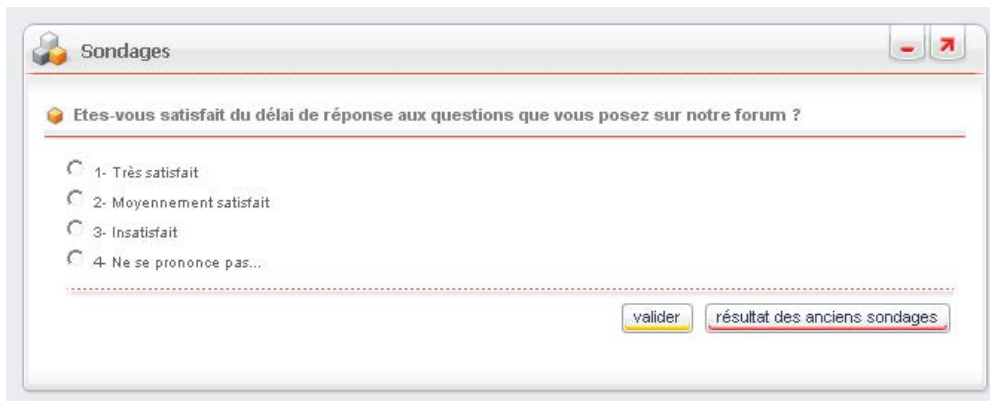 Sondages
Etes-vous satisfait du délai de réponse aux questions que vous posez sur notre forum ?
1- Très satisfait
2- Moyennement satisfait
3- Insatisfait
4- Ne se prononce pas...
valider
résultat des anciens sondages